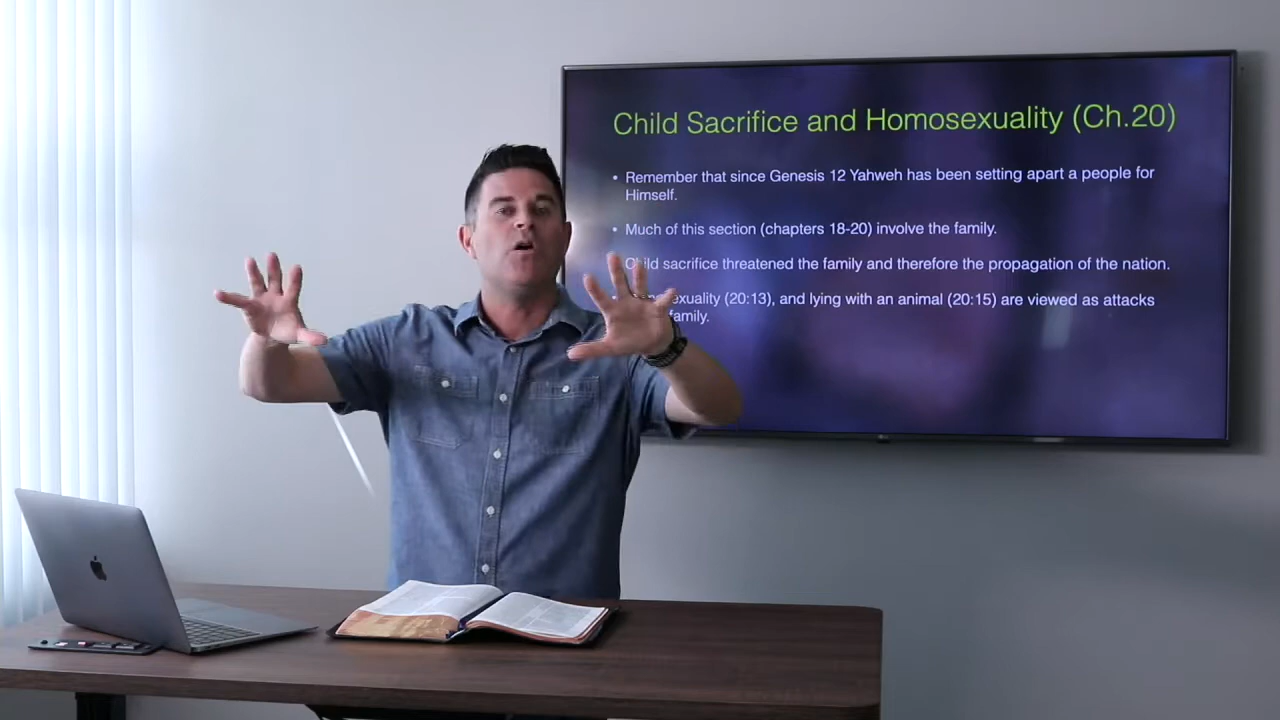 Child Sacrifice and Homosexuality (Ch.20)
• Remember that since Genesis 12 Yahweh has been setting apart a people for
Himself.
• Much of this section (chapters 18-20) involve the family.
Child sacrifice threatened the family and therefore the propagation of the nation.
(20:13), and lying with an animal (20:15) are viewed as attacks
family.